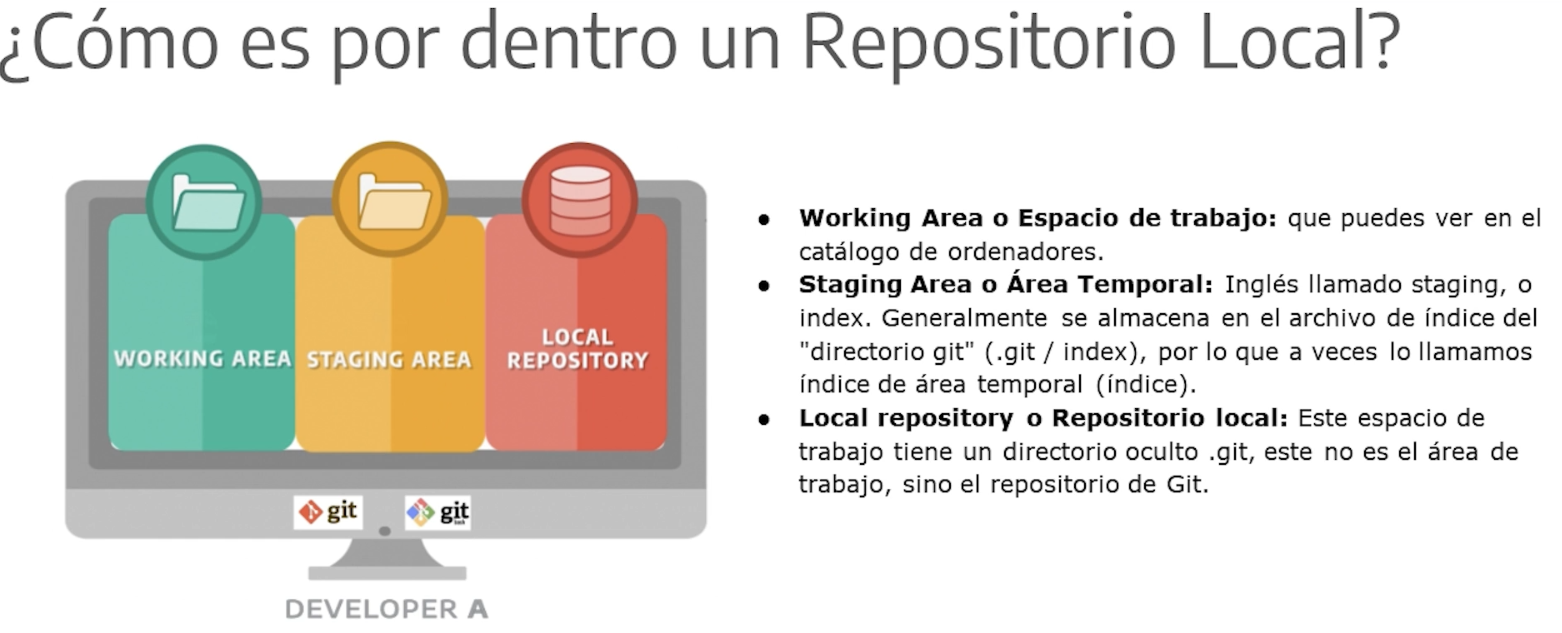 ¿Cómo es por dentro un Repositorio Local?
WORKING AREA
STAGING AREA
LOCAL
REPOSITORY
git
git
DEVELOPER A
● Working Area o Espacio de trabajo: que puedes ver en el
catálogo de ordenadores.
● Staging Area o Área Temporal: Inglés llamado staging, o
index. Generalmente se almacena en el archivo de índice del
"directorio git" (.git / index), por lo que a veces lo llamamos
índice de área temporal (índice).
● Local repository o Repositorio local: Este espacio de
trabajo tiene un directorio oculto .git, este no es el área de
trabajo, sino el repositorio de Git.